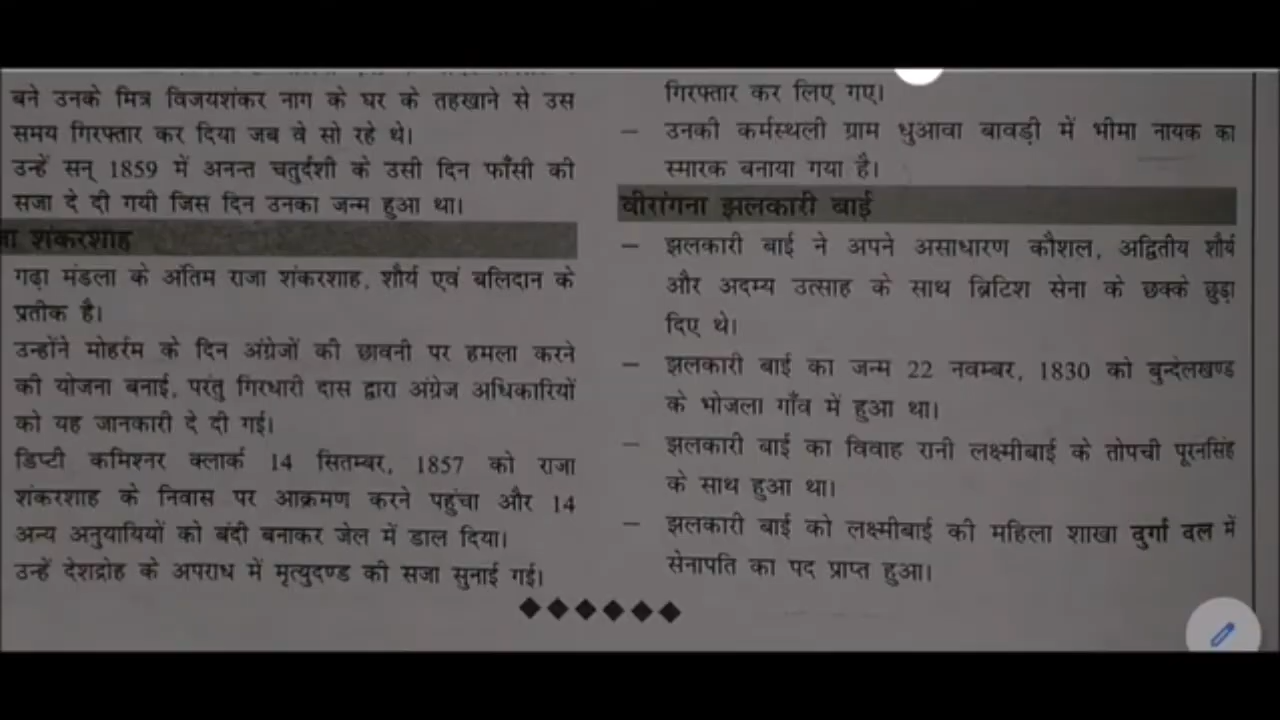 बने उनके मित्र विजयशंकर नाग के घर के तहखाने से उस
समय गिरफ्तार कर दिया जब वे सो रहे थे।
उन्हें सन् 1859 में अनन्त चतुर्दशी के उसी दिन फाँसी की
सजा दे दी गयी जिस दिन उनका जन्म हुआ था।
शंकरशाह
गढ़ा मंडला के अंतिम राजा शंकरशाह, शौर्य एवं बलिदान के
प्रतीक है।
उन्होंने मोहर्रम के दिन अंग्रेजों की छावनी पर हमला करने
की योजना बनाई, परंतु गिरधारी दास द्वारा अंग्रेज अधिकारियों
को यह जानकारी दे दी गई।
डिप्टी कमिश्नर क्लार्क 14 सितम्बर, 1857 को राजा
शंकरशाह के निवास पर आक्रमण करने पहुंचा और 14
अन्य अनुयायियों को बंदी बनाकर जेल में डाल दिया।
उन्हें देशद्रोह के अपराध में मृत्युदण्ड की सजा सुनाई गई।
गिरफ्तार कर लिए गए।
– उनकी कर्मस्थली ग्राम धुआवा बावड़ी में भीमा नायक का
स्मारक बनाया गया है।
वीरांगना झलकारी बाई
– झलकारी बाई ने अपने असाधारण कौशल, अद्वितीय शौर्य
और अदम्य उत्साह के साथ ब्रिटिश सेना के छक्के छुड़ा
दिए थे।
– झलकारी बाई का जन्म 22 नवम्बर, 1830 को बुन्देलखण्ड
के भोजला गाँव में हुआ था।
– झलकारी बाई का विवाह रानी लक्ष्मीबाई के तोपची पूरनसिंह
के साथ हुआ था।
– झलकारी बाई को लक्ष्मीबाई की महिला शाखा दुर्गा दल में
सेनापति का पद प्राप्त हुआ।